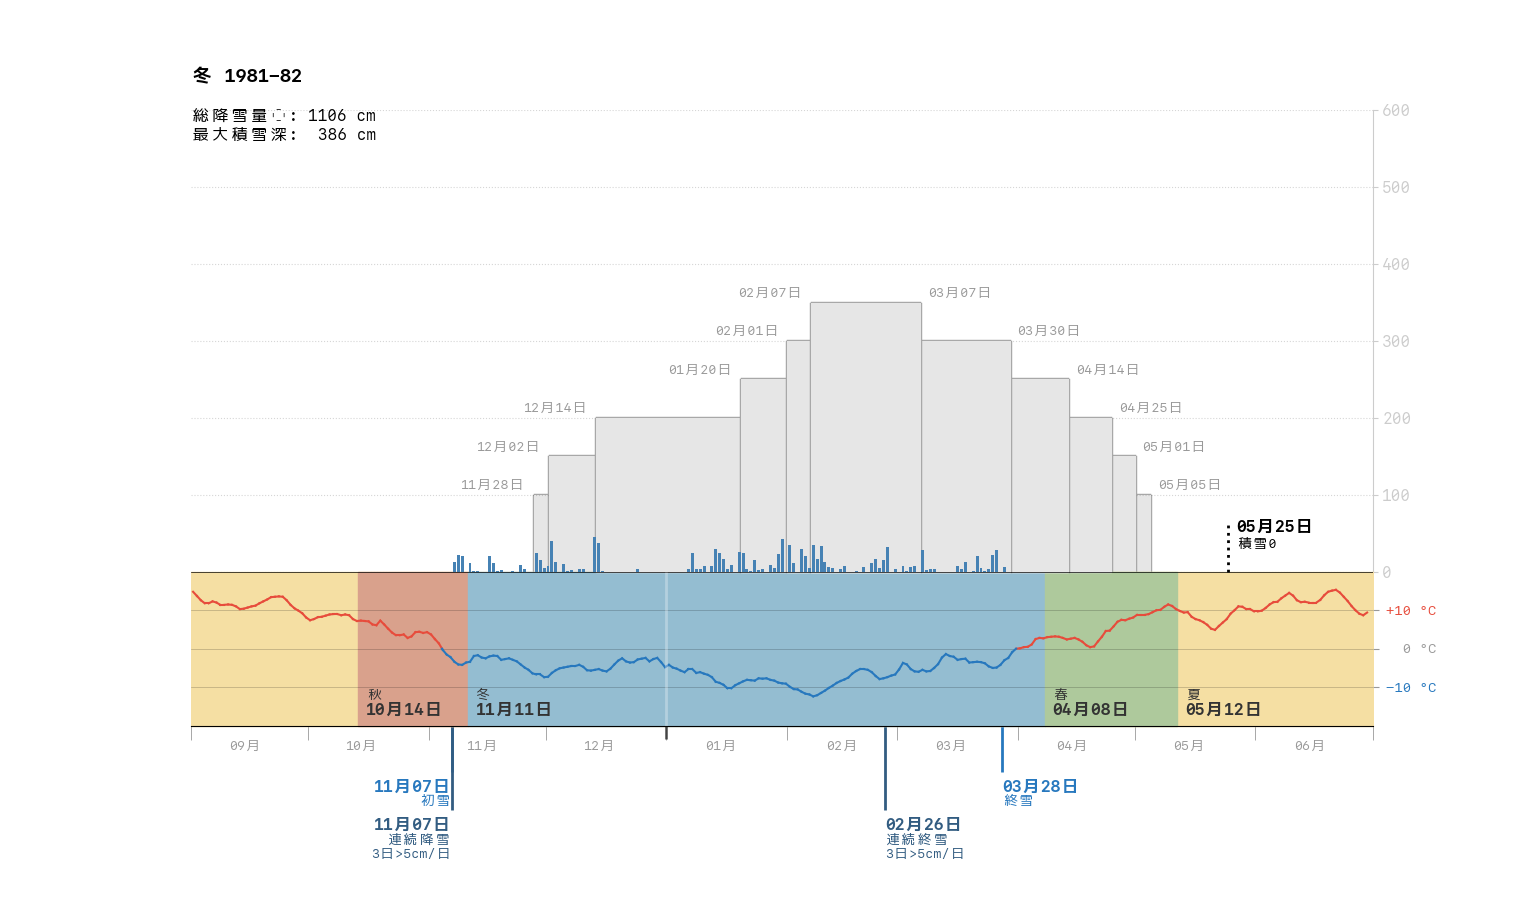 冬 1981–82
総降雪量: 1106 cm
最大積雪深: 386 cm
600
500
400
300
200
100
0
02月07日
03月07日
02月01日
03月30日
01月20日
04月14日
12月14日
04月25日
12月02日
05月01日
11月28日
05月05日
05月25日
積雪0
+10 °C
0 °C
−10 °C
秋
10月14日
冬
11月11日
春
04月08日
夏
05月12日
09月
10月
11月
12月
01月
02月
03月
04月
05月
06月
11月07日
初雪
03月28日
終雪
11月07日
連続降雪
3日>5cm/日
02月26日
連続終雪
3日>5cm/日